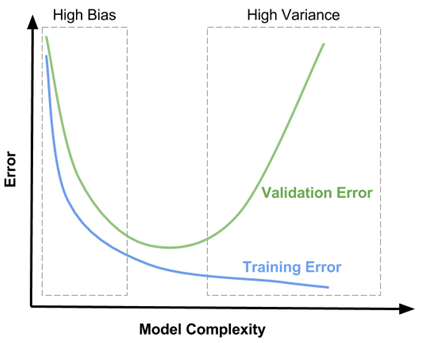 High Bias
High Variance
Error
Validation Error
Training Error
Model Complexity